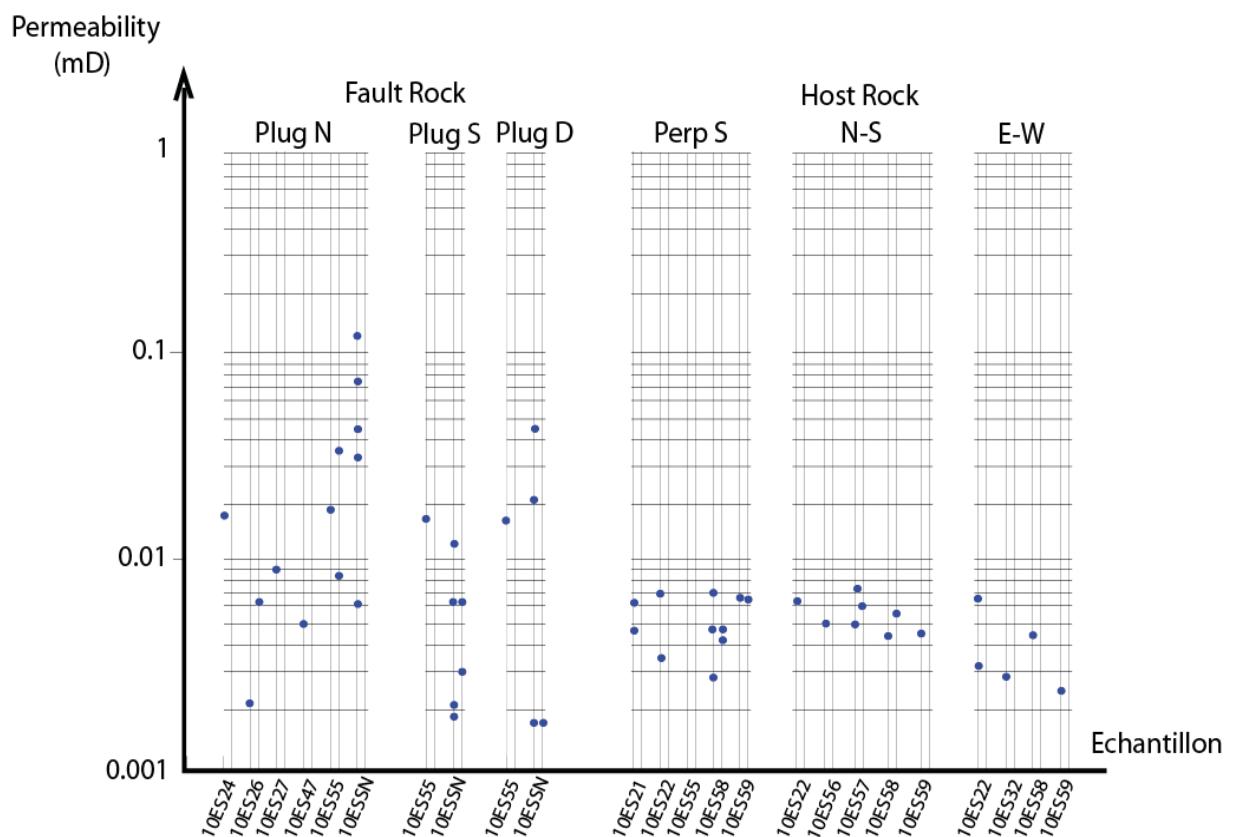 Permeability
(mD)
Fault Rock
Host Rock
Plug N
Plug S
Plug D
Perp S
N-S
E-W
1
0.1
0.01
0.001
Echantillon
10ES24
10ES26
10ES27
10ES47
10ES55
10ESSN
10ES55
10ESSN
10ES55
10ESSN
10ES21
10ES22
10ES55
10ES58
10ES59
10ES22
10ES56
10ES57
10ES58
10ES59
10ES22
10ES32
10ES58
10ES59